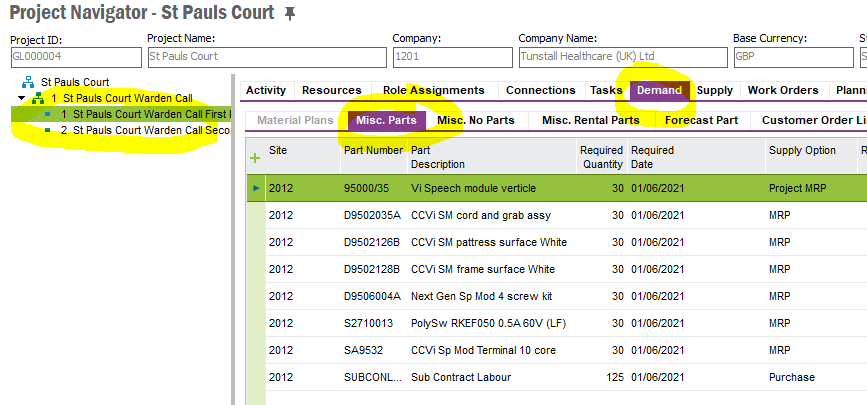 Project Navigator - St Pauls Court
Project ID: Project Name: Company: Company Name: Base Currency:
GL000004 St Pauls Court 1201 Tunstall Healthcare (UK) Ltd GBP
St Pauls Court
1 St Pauls Court Warden Call
1 St Pauls Court Warden Call First
2 St Pauls Court Warden Call Seco
Activity Resources Role Assignments Connections Tasks Demand Supply Work Orders Planni
Material Plans Misc. Parts Misc. No Parts Misc. Rental Parts Forecast Part Customer Order Li
Site Part Number Part Description Required Quantity Required Date Supply Option
2012 95000/35 Vi Speech module verticle 30 01/06/2021 Project MRP
2012 D9502035A CCVi SM cord and grab assy 30 01/06/2021 MRP
2012 D9502126B CCVi SM pattress surface White 30 01/06/2021 MRP
2012 D9502128B CCVi SM frame surface White 30 01/06/2021 MRP
2012 D9506004A Next Gen Sp Mod 4 screw kit 30 01/06/2021 MRP
2012 S2710013 PolySw RKEF050 0.5A 60V (LF) 30 01/06/2021 MRP
2012 SA9532 CCVi Sp Mod Terminal 10 core 30 01/06/2021 MRP
2012 SUBCONL... Sub Contract Labour 125 01/06/2021 Purchase